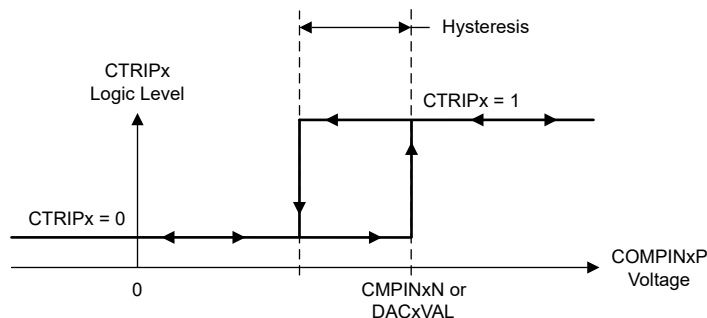 Hysteresis
CTRIPx
Logic Level
CTRIPx = 1
CTRIPx = 0
COMPINxP
Voltage
0
CMPINxN or
DACxVAL